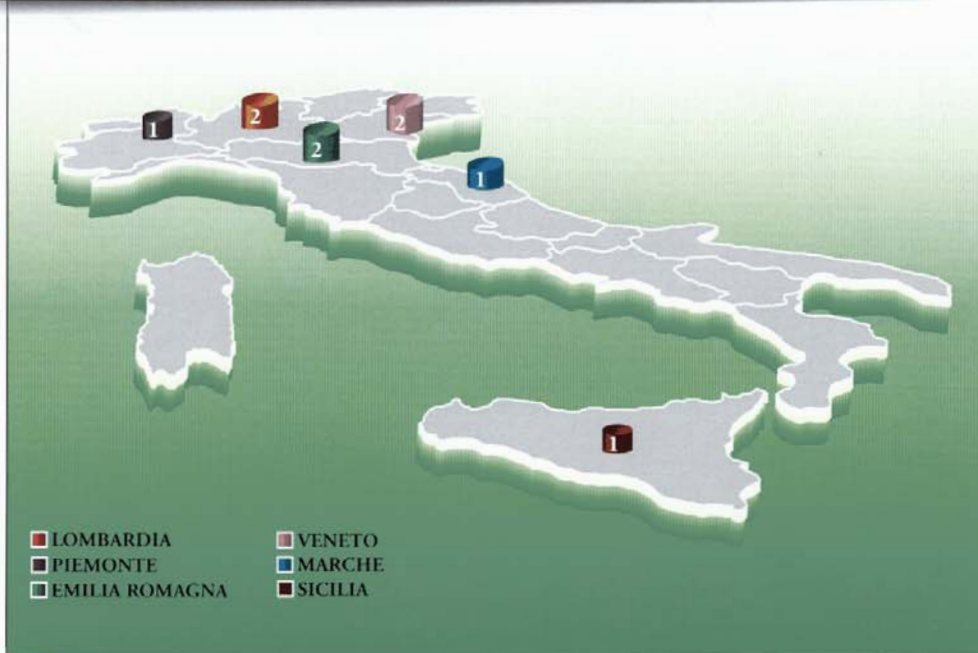 1
2
2
2
1
1
LOMBARDIA
PIEMONTE
EMILIA ROMAGNA
VENETO
MARCHE
SICILIA